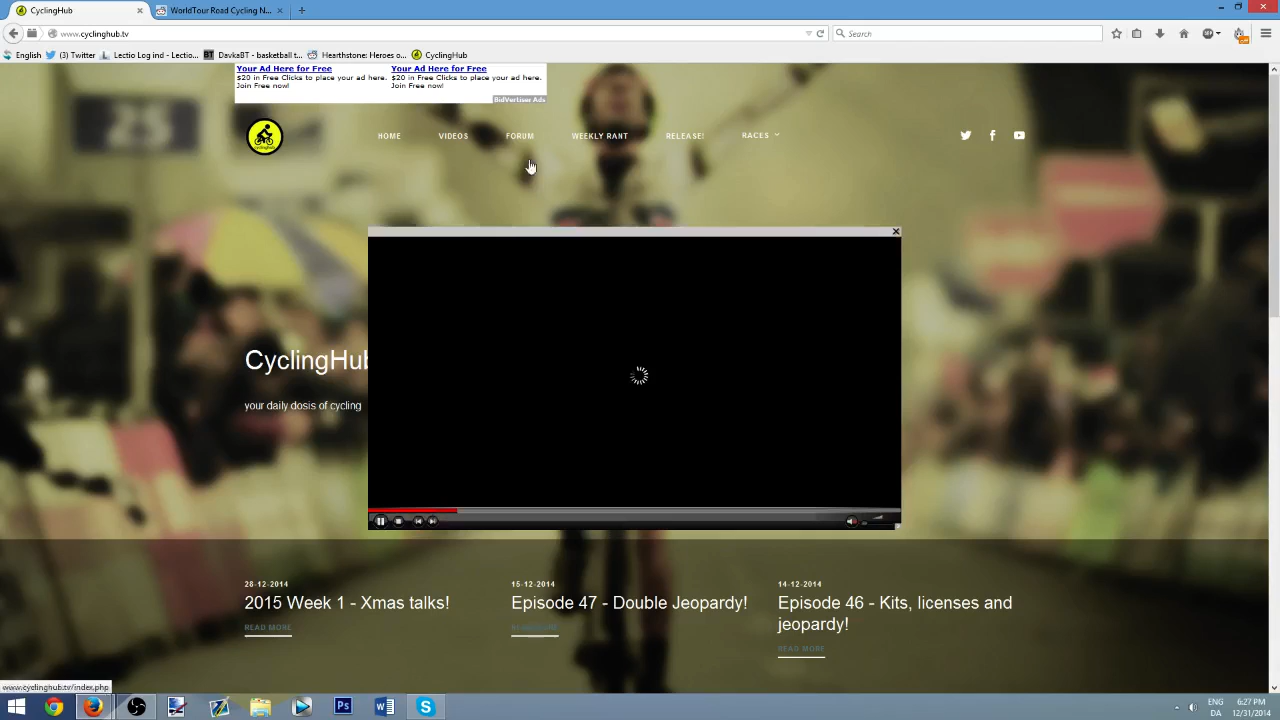 CyclingHub
WorldTour Road Cycling N...
www.cyclinghub.tv
Search
English
(3) Twitter
Lectio Log ind - Lectio...
DavkaBT - basketball t...
Hearthstone: Heroes o...
CyclingHub
Your Ad Here for Free
$20 in Free Clicks to place your ad here.
Join Free now!
Your Ad Here for Free
$20 in Free Clicks to place your ad here.
Join Free now!
BidVertiser Ads
25
cyclinghub
HOME
VIDEOS
FORUM
WEEKLY RANT
RELEASE!
RACES
CyclingHub
your daily dosis of cycling
28-12-2014
2015 Week 1 - Xmas talks!
READ MORE
15-12-2014
Episode 47 - Double Jeopardy!
READ MORE
14-12-2014
Episode 46 - Kits, licenses and
jeopardy!
READ MORE
www.cyclinghub.tv/index.php
ENG
DA
6:27 PM
12/31/2014